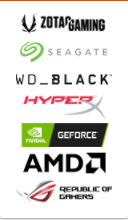 ZOTAC GAMING
SEAGATE
WD_BLACK
HYPERX
NVIDIA
GEFORCE
AMD
REPUBLIC OF
GAMERS